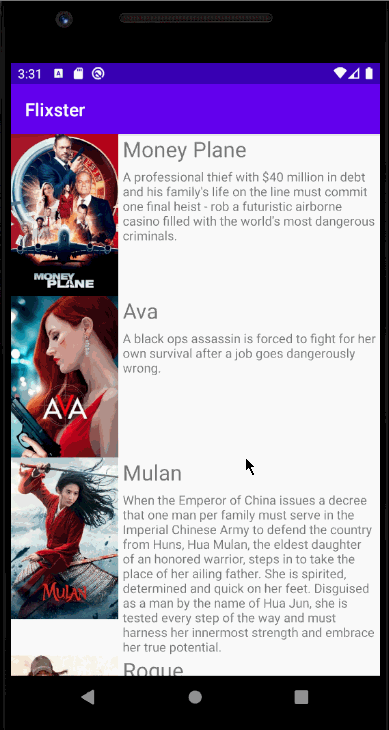 3:31
Flixster
MONEY
PLANE
Money Plane
A professional thief with $40 million in debt
and his family's life on the line must commit
one final heist - rob a futuristic airborne
casino filled with the world's most dangerous
criminals.
AVA
Ava
A black ops assassin is forced to fight for her
own survival after a job goes dangerously
wrong.
MULAN
Mulan
When the Emperor of China issues a decree
that one man per family must serve in the
Imperial Chinese Army to defend the country
from Huns, Hua Mulan, the eldest daughter
of an honored warrior, steps in to take the
place of her ailing father. She is spirited,
determined and quick on her feet. Disguised
as a man by the name of Hua Jun, she is
tested every step of the way and must
harness her innermost strength and embrace
her true potential.
Rogue